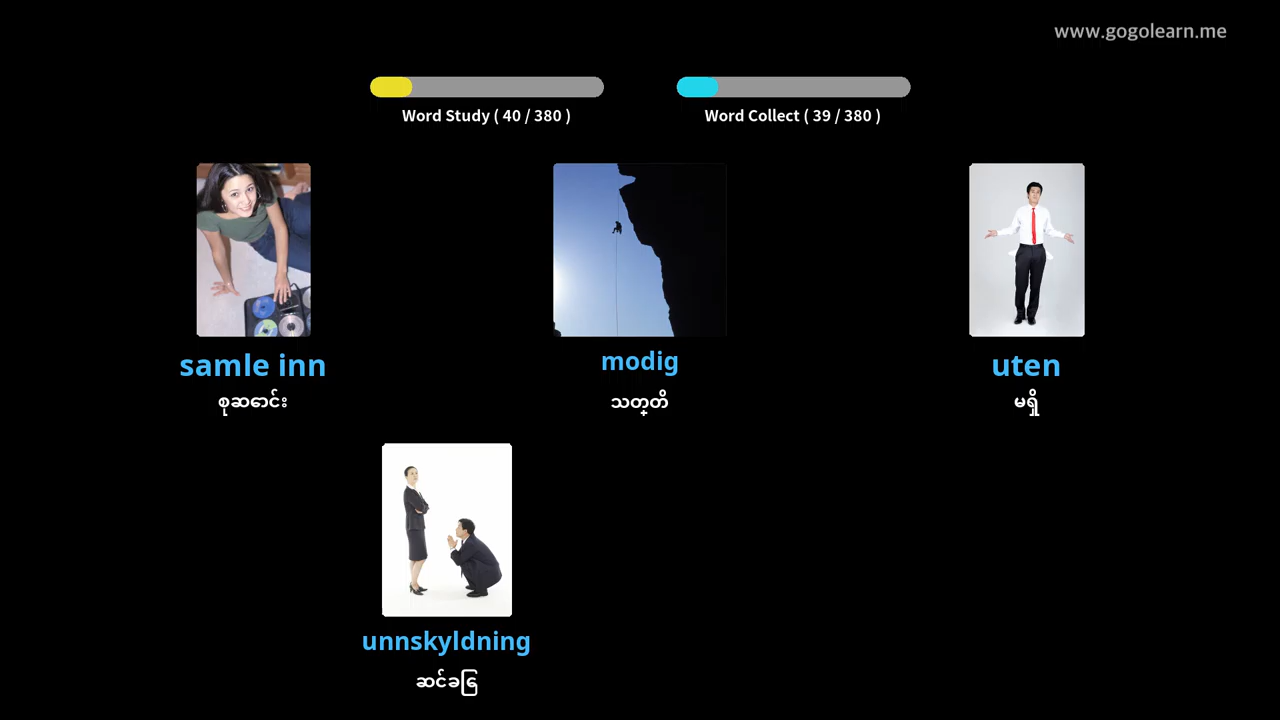 www.gogolearn.me
Word Study ( 40 / 380 )
Word Collect ( 39 / 380 )
samle inn
modig
uten
စုဆောင်း
သတ္တိ
မရှိ
unnskyldning
ဆင်ခြေ